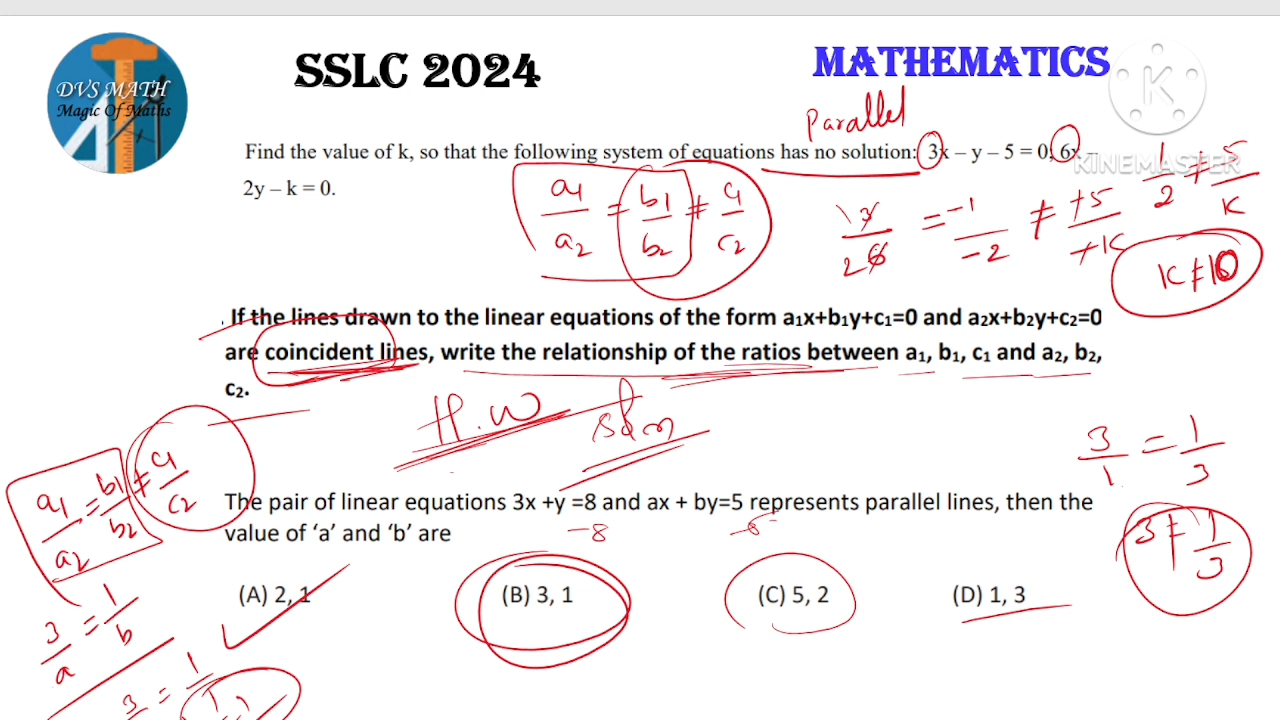 DVS MATH
Magic Of Maths
SSLC 2024
MATHEMATICS
K
KINEMASTER
Parallel
Find the value of k, so that the following system of equations has no solution: 3x – y – 5 = 0; 6x –
2y – k = 0.
a₁/a₂ = b₁/b₂ ≠ c₁/c₂
3/6 = -1/-2 ≠ +5/+K
1/2 ≠ 5/K
K≠10
If the lines drawn to the linear equations of the form a₁x+b₁y+c₁=0 and a₂x+b₂y+c₂=0
are coincident lines, write the relationship of the ratios between a₁, b₁, c₁ and a₂, b₂,
c₂.
H.W
a₁/a₂ = b₁/b₂ ≠ c₁/c₂
3/1 = 1/3
3 ≠ 1/3
The pair of linear equations 3x +y =8 and ax + by=5 represents parallel lines, then the
-8
value of ‘a’ and ‘b’ are
(A) 2, 1
(B) 3, 1
(C) 5, 2
(D) 1, 3
3/a = 1/b